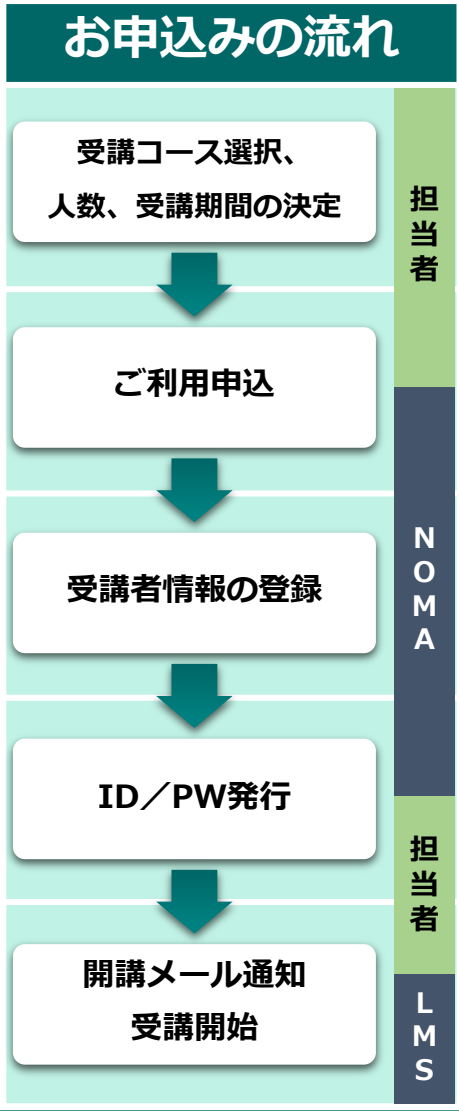 お申込みの流れ
受講コース選択、
人数、受講期間の決定
担当者
ご利用申込
受講者情報の登録
NOMA
ID／PW発行
担当者
開講メール通知
受講開始
LMS